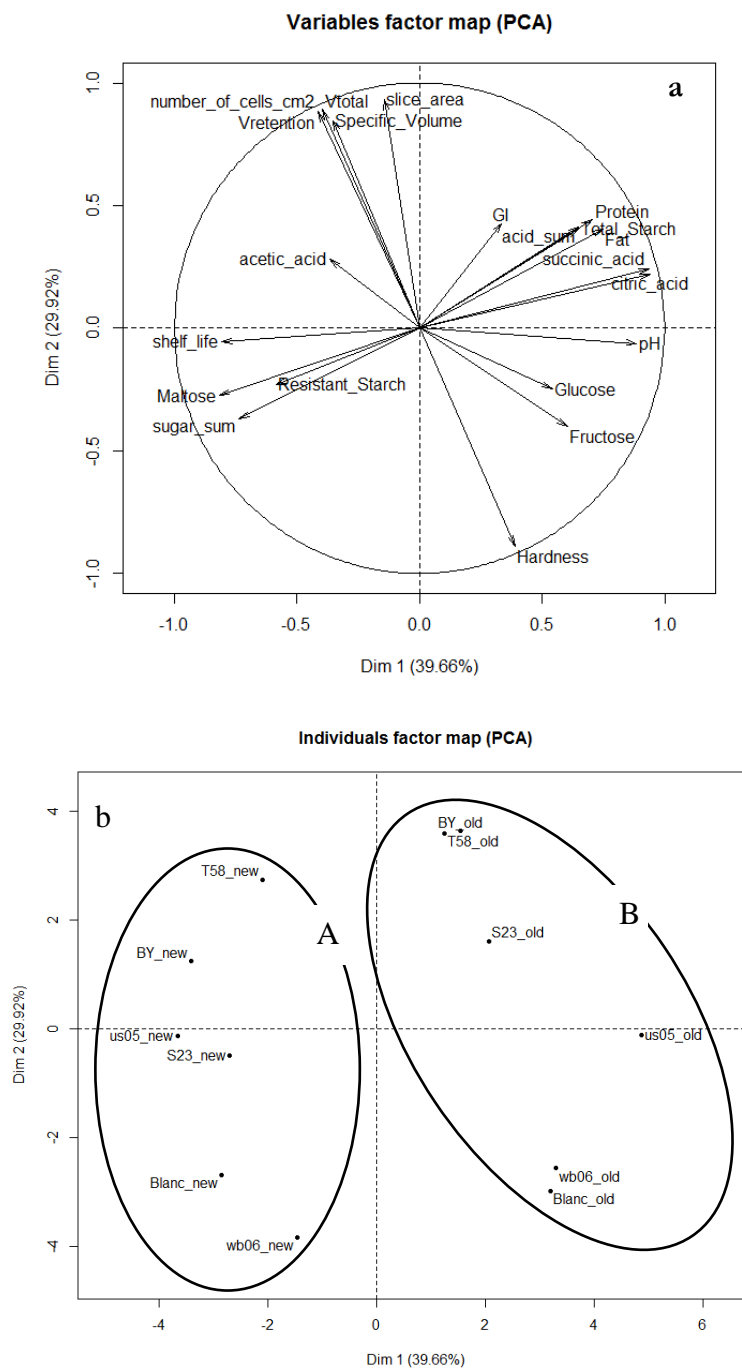 Variables factor map (PCA)
a
number_of_cells_cm2 Vtotal slice_area
Vretention Specific_Volume
GI Protein
acid_sum Total_Starch
Fat
acetic_acid succinic_acid
citric_acid
shelf_life pH
Maltose Resistant_Starch Glucose
sugar_sum Fructose
Hardness
1.0
0.5
0.0
-0.5
-1.0
Dim 2 (29.92%)
-1.0 -0.5 0.0 0.5 1.0
Dim 1 (39.66%)
Individuals factor map (PCA)
b
BY_old
T58_old
T58_new
A B
S23_old
BY_new
us05_new us05_old
S23_new
wb06_old
Blanc_new Blanc_old
wb06_new
4
2
0
-2
-4
Dim 2 (29.92%)
-4 -2 0 2 4 6
Dim 1 (39.66%)